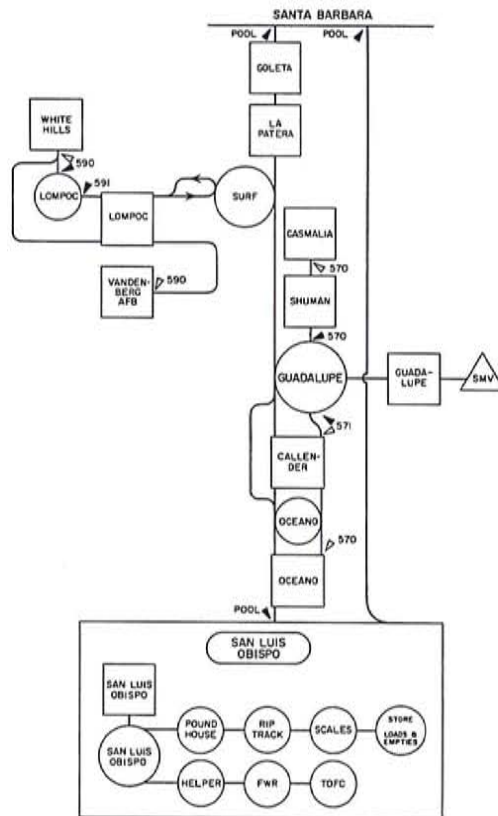 SANTA BARBARA
POOL
POOL
GOLETA
LA
PATERA
WHITE
HILLS
590
591
LOMPOC
LOMPOC
SURF
VANDEN-
BERG
AFB
590
CASMALIA
570
SHUMAN
570
GUADALUPE
GUADA-
LUPE
SMV
571
CALLEN-
DER
OCEANO
570
OCEANO
POOL
SAN LUIS
OBISPO
SAN LUIS
OBISPO
SAN LUIS
OBISPO
POUND
HOUSE
RIP
TRACK
SCALES
STORE
LOADS &
EMPTIES
HELPER
FWR
TOFC